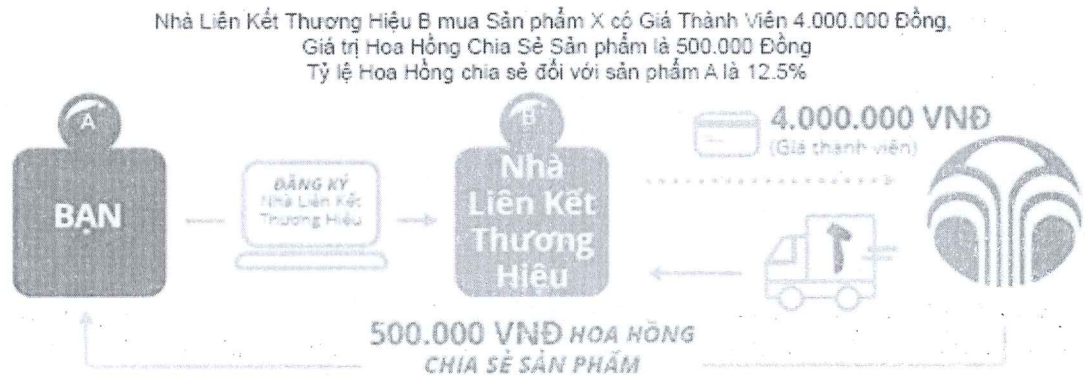 Nhà Liên Kết Thương Hiệu B mua Sản phẩm X có Giá Thành Viên 4.000.000 Đồng,
Giá trị Hoa Hồng Chia Sẻ Sản phẩm là 500.000 Đồng
Tỷ lệ Hoa Hồng chia sẻ đối với sản phẩm A là 12.5%
A
BẠN
ĐĂNG KÝ
Nhà Liên Kết
Thương Hiệu
B
Nhà
Liên Kết
Thương
Hiệu
4.000.000 VNĐ
(Giá thành viên)
500.000 VNĐ HOA HỒNG
CHIA SẺ SẢN PHẨM